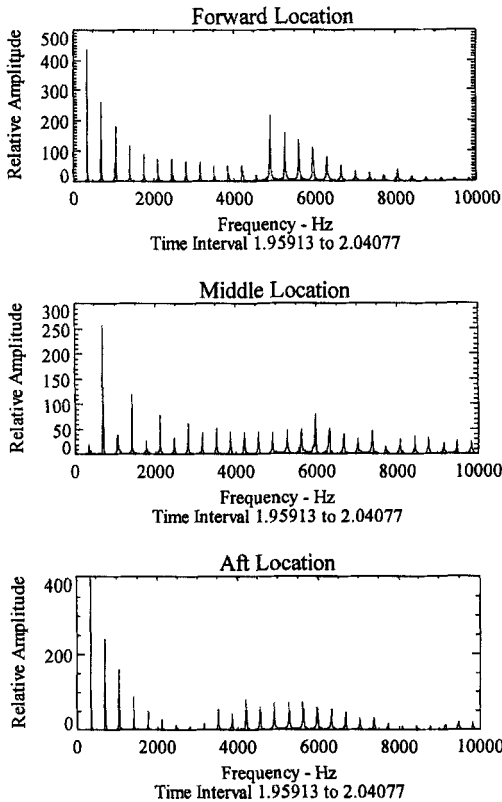 Forward Location
500
400
300
200
100
0
Relative Amplitude
0 2000 4000 6000 8000 10000
Frequency - Hz
Time Interval 1.95913 to 2.04077
Middle Location
300
250
200
150
100
50
0
Relative Amplitude
0 2000 4000 6000 8000 10000
Frequency - Hz
Time Interval 1.95913 to 2.04077
Aft Location
400
200
0
Relative Amplitude
0 2000 4000 6000 8000 10000
Frequency - Hz
Time Interval 1.95913 to 2.04077